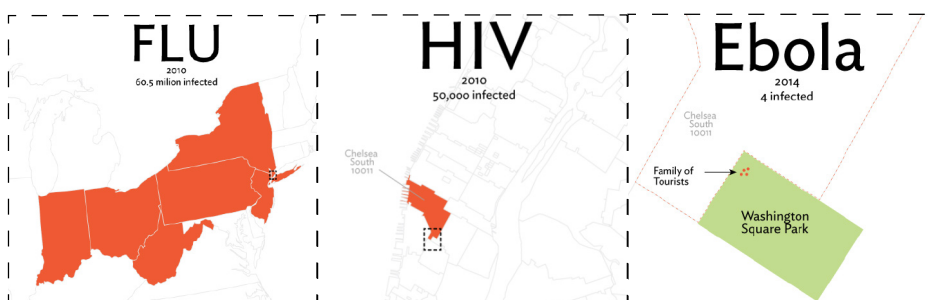 FLU
2010
60.5 milion infected
HIV
2010
50,000 infected
Chelsea
South
10011
Ebola
2014
4 infected
Chelsea
South
10011
Family of
Tourists
Washington
Square Park